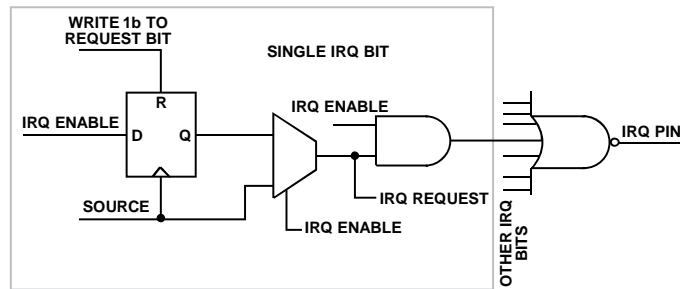 WRITE 1b TO
REQUEST BIT
SINGLE IRQ BIT
R
IRQ ENABLE
IRQ ENABLE
D
Q
IRQ PIN
IRQ REQUEST
SOURCE
IRQ ENABLE
OTHER IRQ
BITS